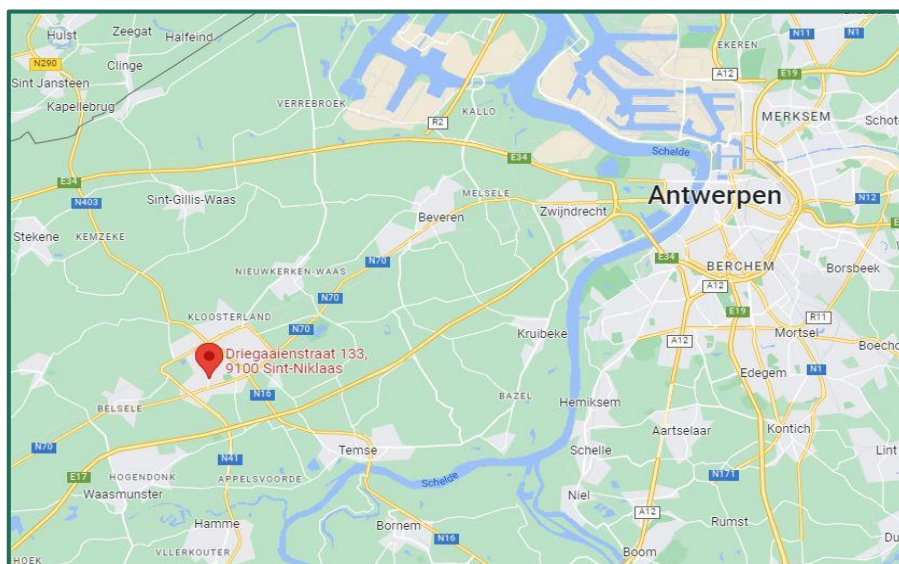 Hulst
Zeegat
Halfeind
N290
Clinge
Sint Jansteen
Kapellebrug
VERREBROEK
KALLO
R2
EKEREN
N11
N1
A12
E19
MERKSEM
Schot
Schelde
E34
E34
N403
Sint-Gillis-Waas
MELSELE
Beveren
Zwijndrecht
Antwerpen
N12
E
Stekene
KEMZEKE
N70
NIEUWKERKEN-WAAS
N70
E34
BERCHEM
Borsbeek
A12
KLOOSTERLAND
N70
E19
R11
Kruibeke
A12
Mortsel
Boecho
Driegaaienstraat 133,
9100 Sint-Niklaas
Edegem
N1
N16
BAZEL
Hemiksem
BELSELE
Aartselaar
Kontich
N70
N41
Temse
Schelle
Lint
E17
HOGENDONK
APPELSVOORDE
Schelde
N171
Waasmunster
Niel
Hamme
Bornem
N16
A12
Rumst
VLLERKOUTER
HOEK
Boom
Du